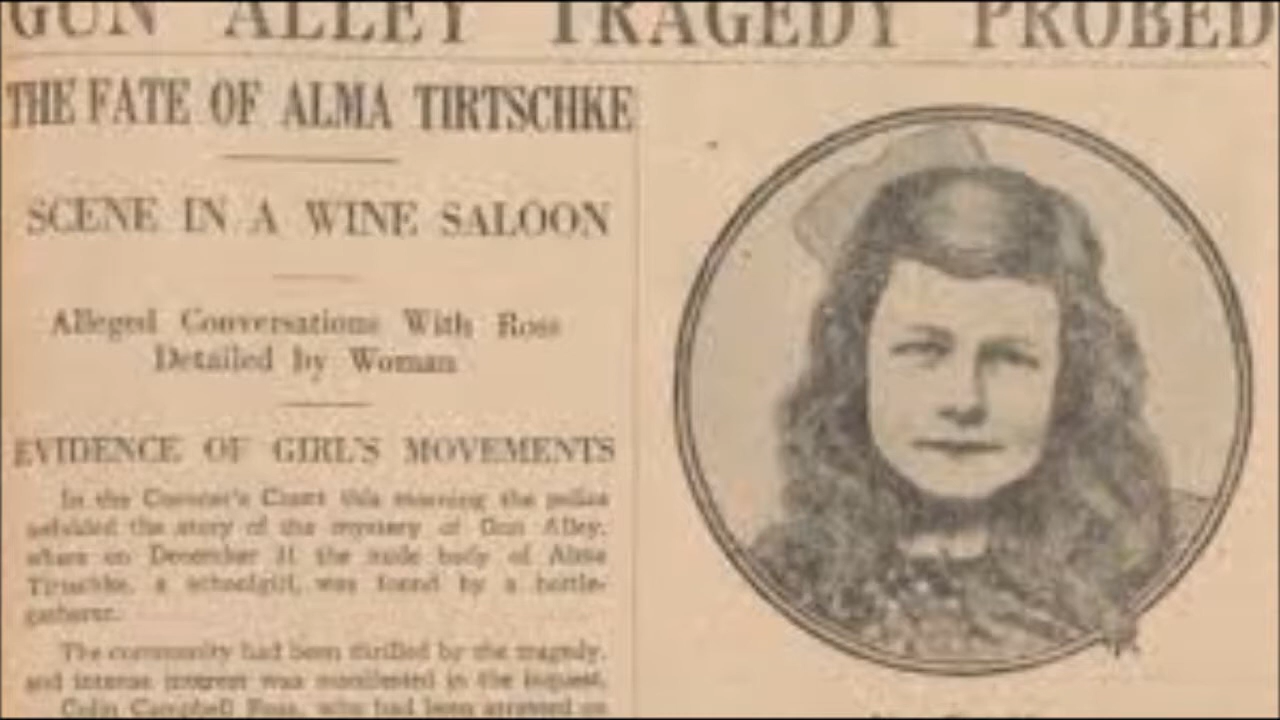 GUN ALLEY TRAGEDY PROBED
THE FATE OF ALMA TIRTSCHKE
SCENE IN A WINE SALOON
Alleged Conversations With Ross
Detailed by Woman
EVIDENCE OF GIRL'S MOVEMENTS
In the Coroner's Court this morning the police
unfolded the story of the mystery of Gun Alley,
where on December 31 the nude body of Alma
Tirtschke, a schoolgirl, was found by a bottle-
gatherer.
The community had been thrilled by the tragedy,
and intense interest was manifested in the inquest.
Colin Campbell Ross, who had been arrested on